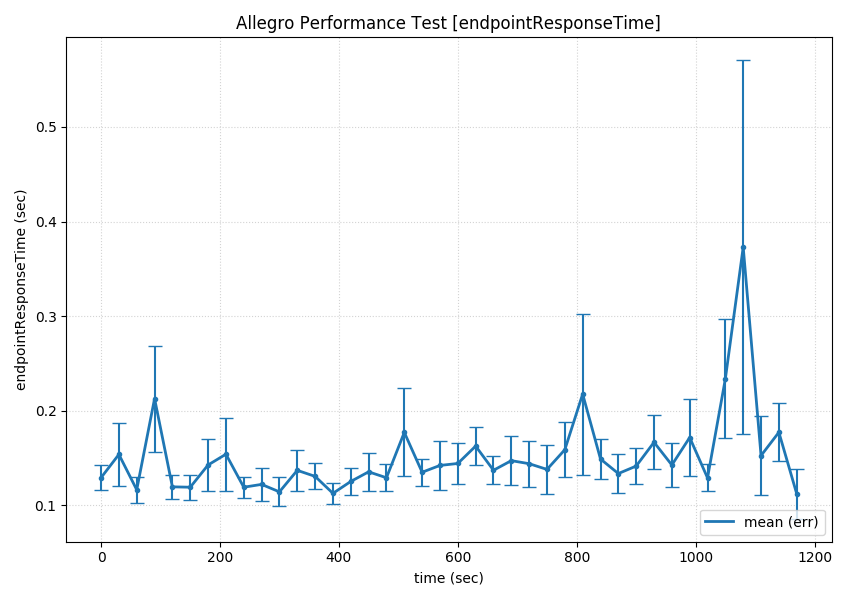 Allegro Performance Test [endpointResponseTime]
endpointResponseTime (sec)
0.5
0.4
0.3
0.2
0.1
mean (err)
0 200 400 600 800 1000 1200
time (sec)